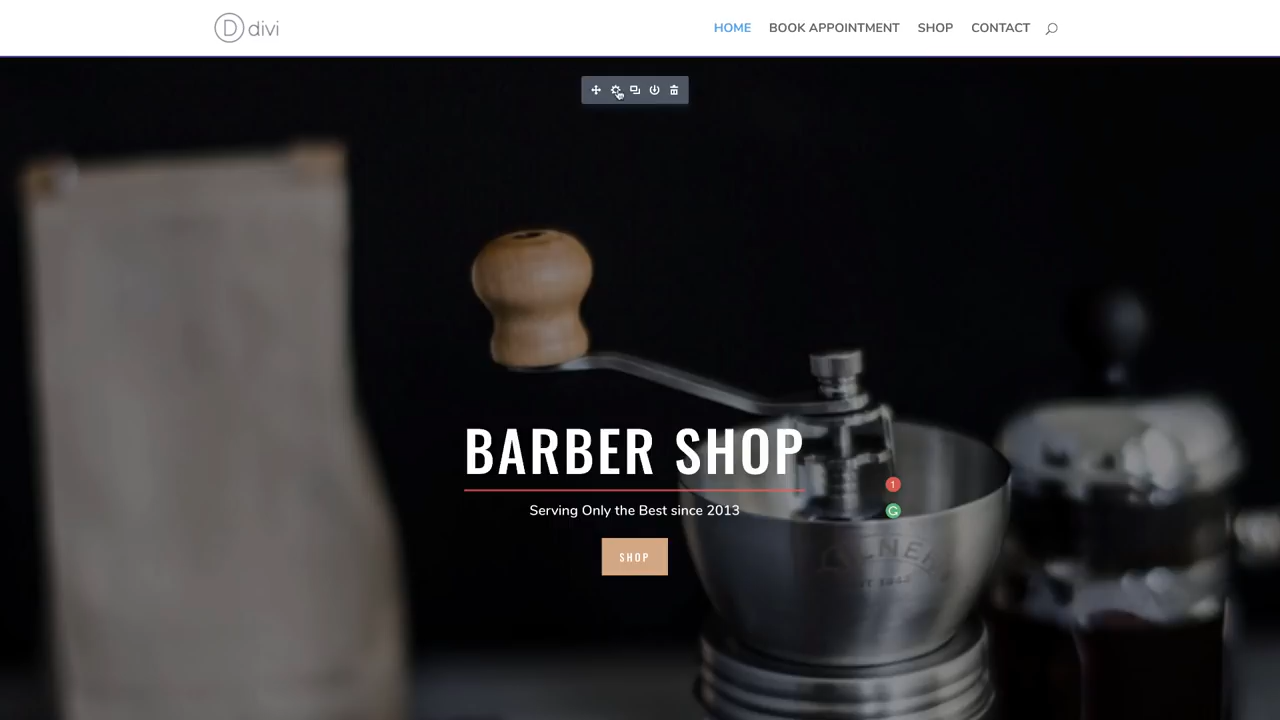 D divi
HOME BOOK APPOINTMENT SHOP CONTACT
BARBER SHOP
1
Serving Only the Best since 2013
SHOP